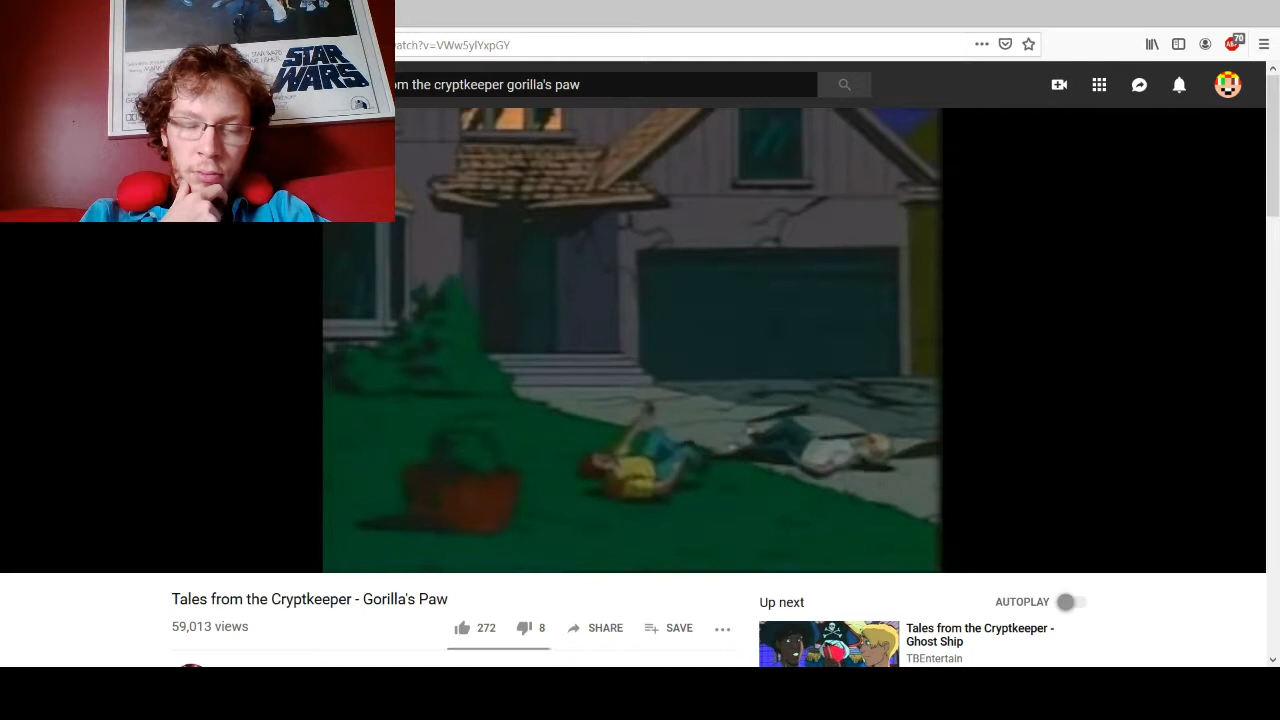 STAR
WARS
atch?v=VWw5ylYxpGY
70
om the cryptkeeper gorilla's paw
Tales from the Cryptkeeper - Gorilla's Paw
59,013 views
272
8
SHARE
SAVE
Up next
AUTOPLAY
Tales from the Cryptkeeper -
Ghost Ship
TBEntertain